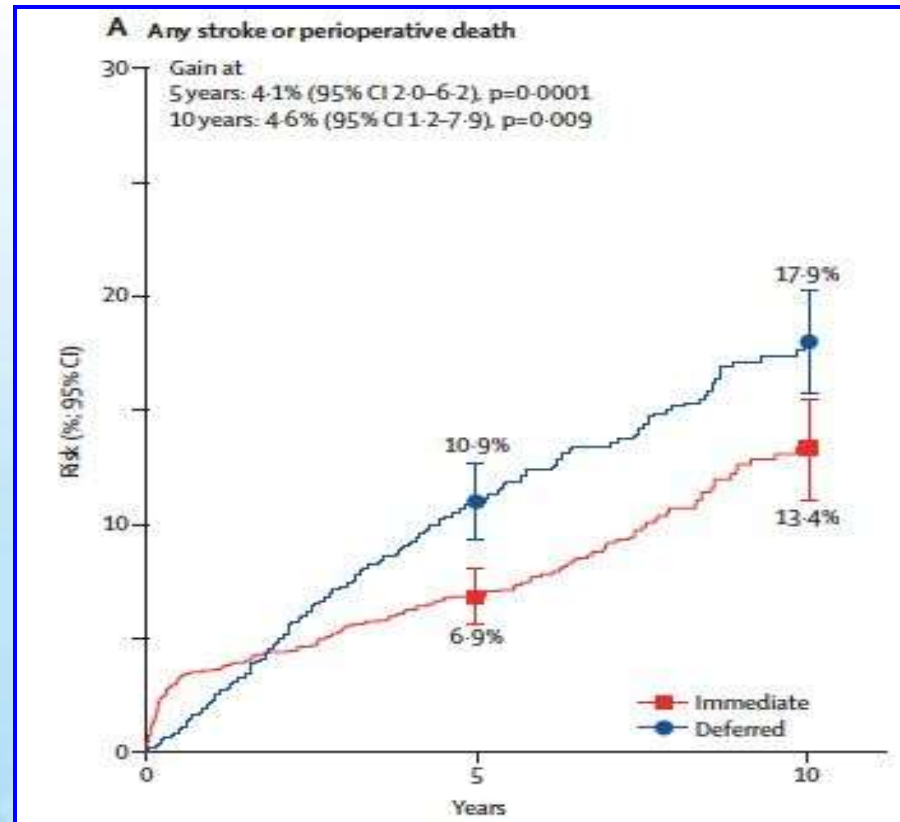 A Any stroke or perioperative death
30
Gain at
5 years: 4·1% (95% CI 2·0–6·2), p=0·0001
10 years: 4·6% (95% CI 1·2–7·9), p=0·009
20
17·9%
Risk (%; 95% CI)
10·9%
10
13·4%
6·9%
Immediate
Deferred
0
0 5 10
Years